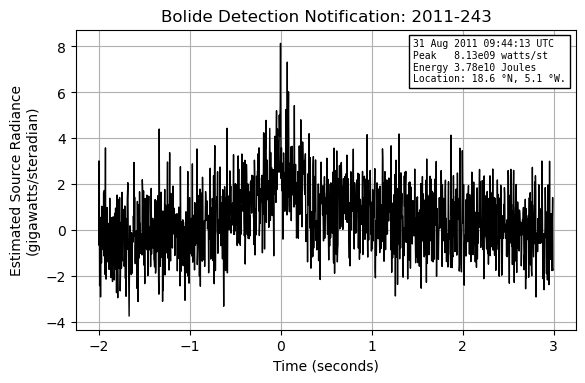 Bolide Detection Notification: 2011-243
31 Aug 2011 09:44:13 UTC
Peak   8.13e09 watts/st
Energy 3.78e10 Joules
Location: 18.6 °N, 5.1 °W.
Estimated Source Radiance
(gigawatts/steradian)
8
6
4
2
0
−2
−4
−2 −1 0 1 2 3
Time (seconds)